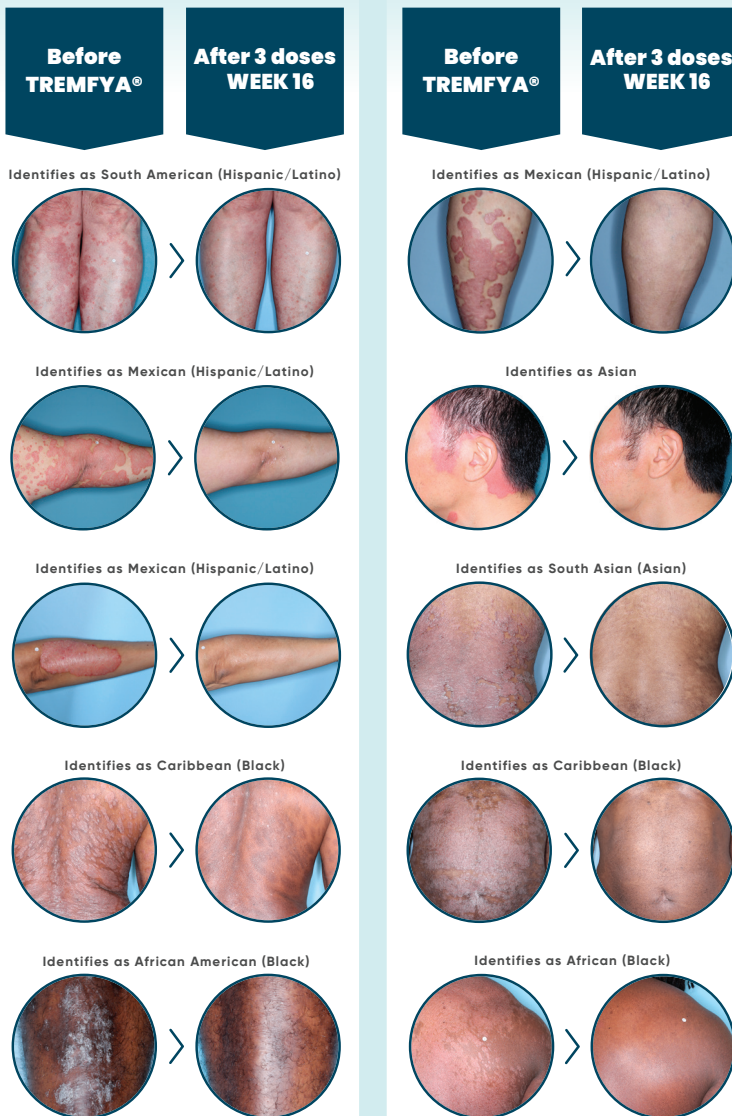 Before
TREMFYA®
After 3 doses
WEEK 16
Before
TREMFYA®
After 3 doses
WEEK 16
Identifies as South American (Hispanic/Latino)
Identifies as Mexican (Hispanic/Latino)
Identifies as Mexican (Hispanic/Latino)
Identifies as Asian
Identifies as Mexican (Hispanic/Latino)
Identifies as South Asian (Asian)
Identifies as Caribbean (Black)
Identifies as Caribbean (Black)
Identifies as African American (Black)
Identifies as African (Black)